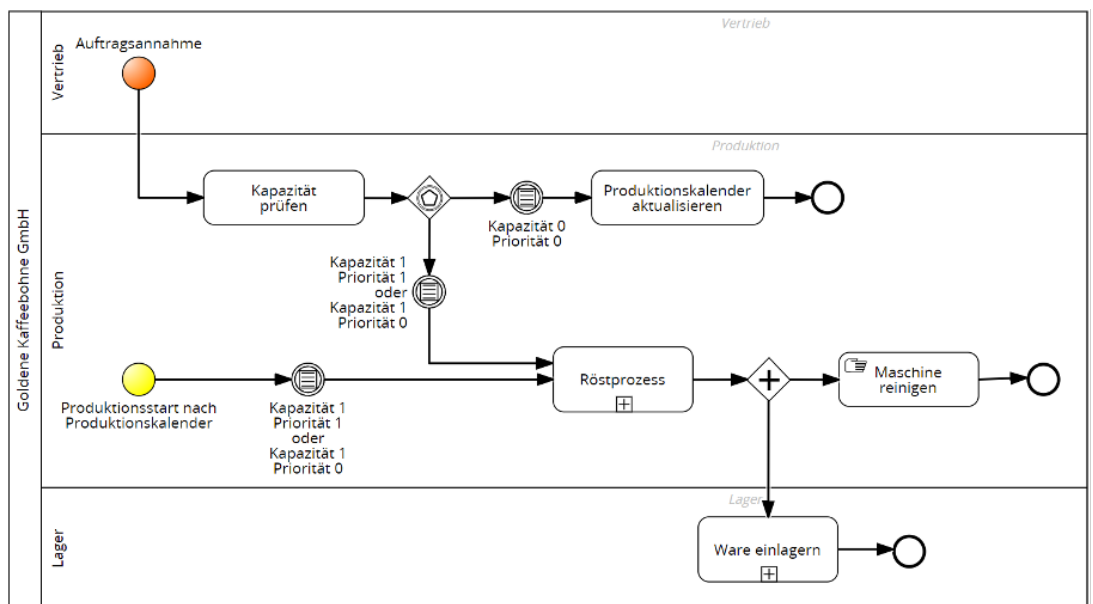 Vertrieb
Auftragsannahme
Vertrieb
Produktion
Kapazität
prüfen
Produktionskalender
aktualisieren
Kapazität 0
Priorität 0
Kapazität 1
Priorität 1
oder
Kapazität 1
Priorität 0
Goldene Kaffeebohne GmbH
Produktion
Röstprozess
Maschine
reinigen
Produktionsstart nach
Produktionskalender
Kapazität 1
Priorität 1
oder
Kapazität 1
Priorität 0
Lager
Lager
Ware einlagern